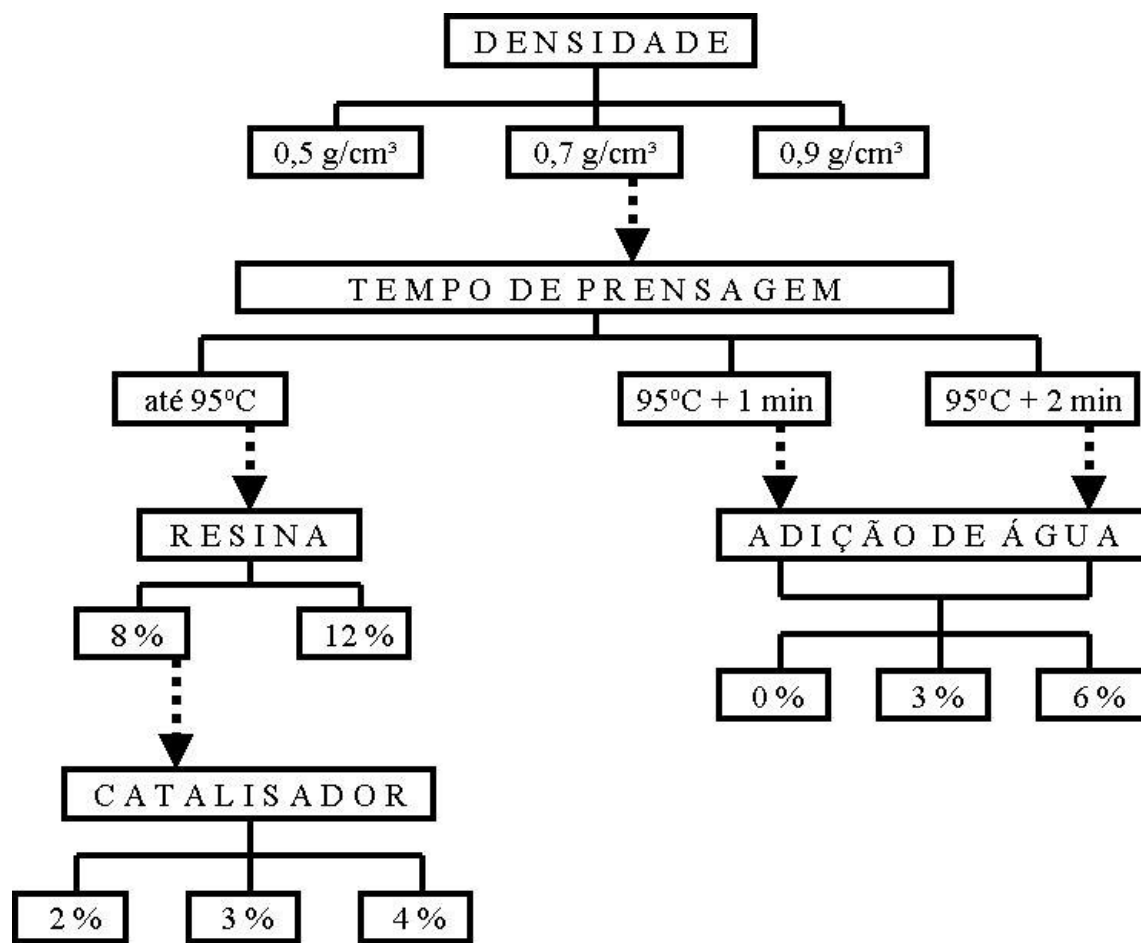 DENSIDADE
0,5 g/cm³
0,7 g/cm³
0,9 g/cm³
TEMPO DE PRENSAGEM
até 95ºC
95ºC + 1 min
95ºC + 2 min
RESINA
ADIÇÃO DE ÁGUA
8 %
12 %
0 %
3 %
6 %
CATALISADOR
2 %
3 %
4 %